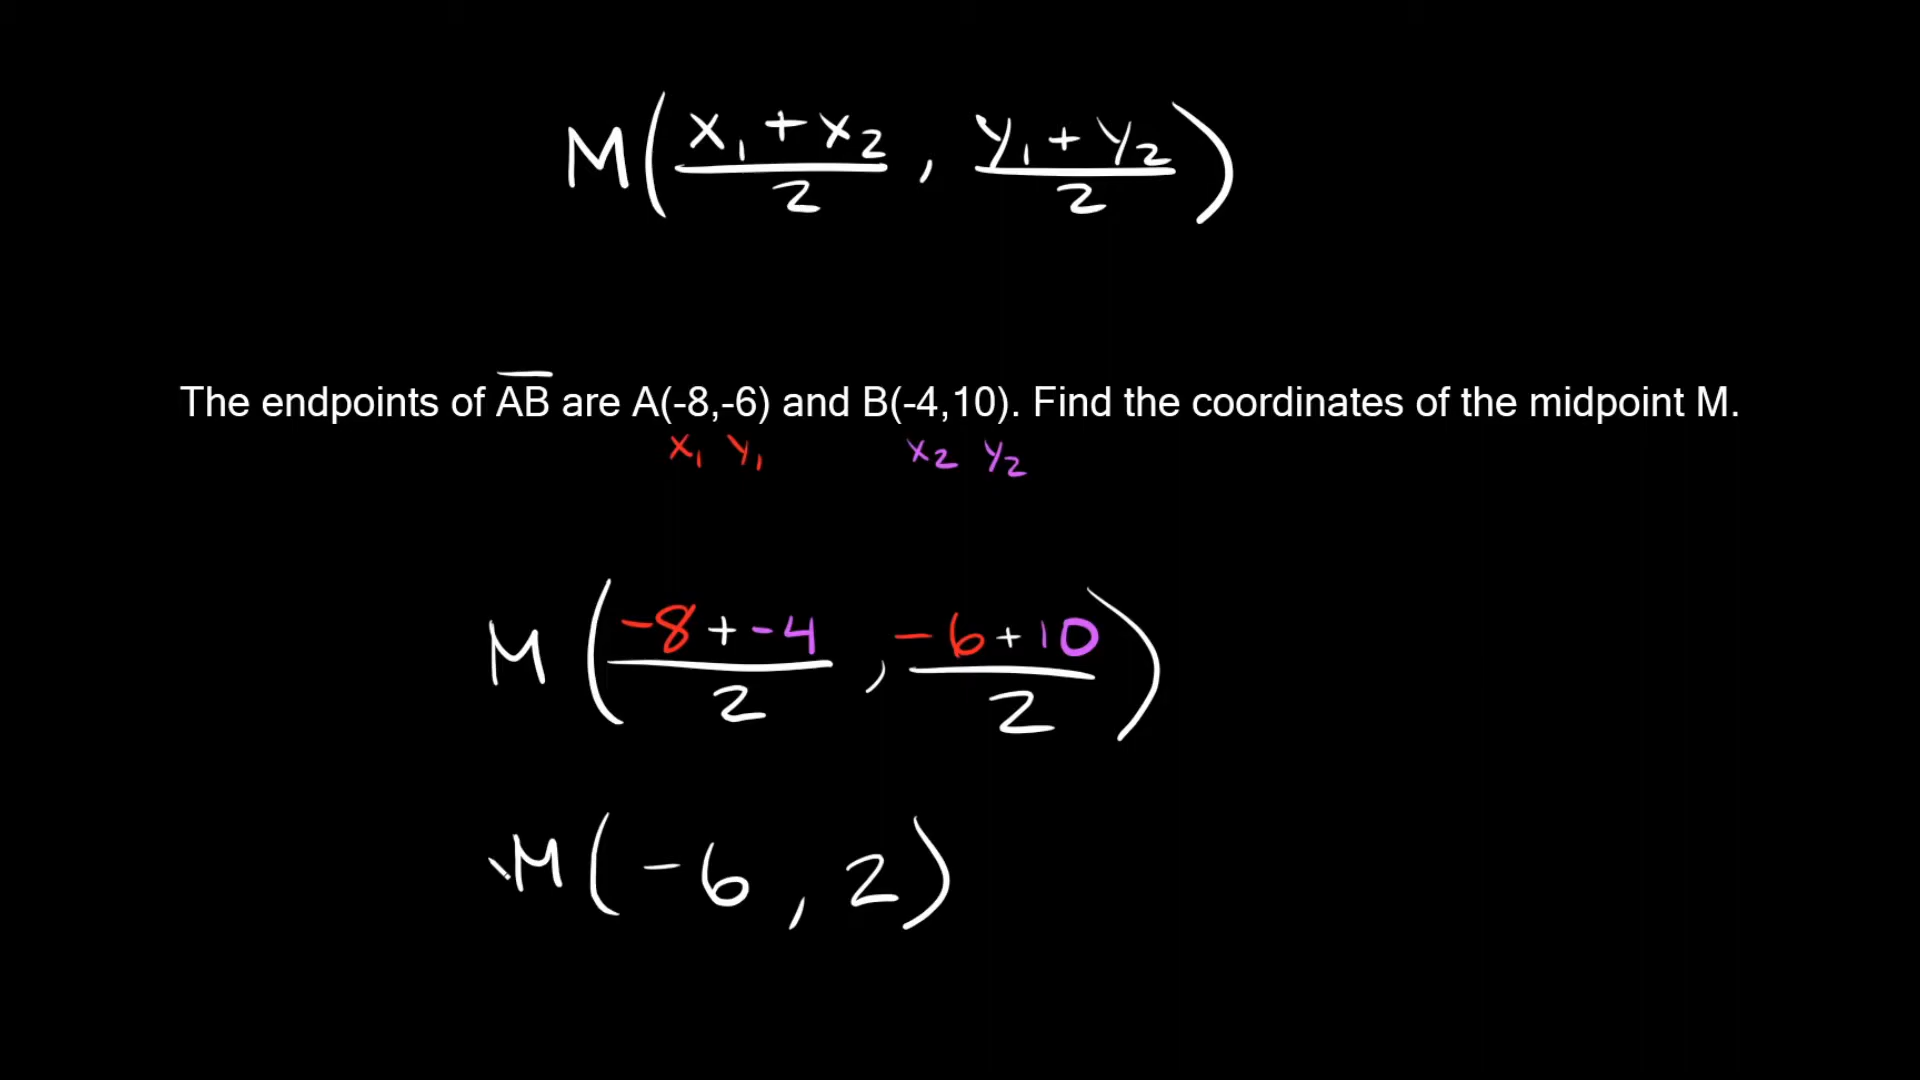 M(x₁+x₂/2, y₁+y₂/2)
The endpoints of A̅B̅ are A(-8,-6) and B(-4,10). Find the coordinates of the midpoint M.
x₁ y₁ x₂ y₂
M(-8+-4/2, -6+10/2)
M(-6, 2)